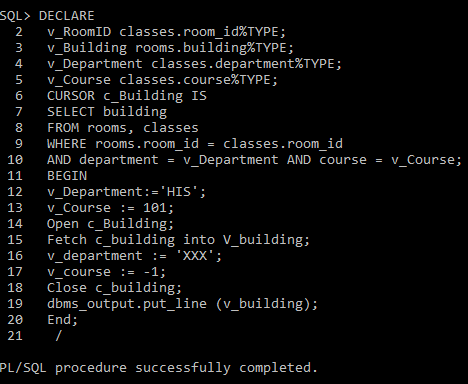 SQL> DECLARE
2 v_RoomID classes.room_id%TYPE;
3 v_Building rooms.building%TYPE;
4 v_Department classes.department%TYPE;
5 v_Course classes.course%TYPE;
6 CURSOR c_Building IS
7 SELECT building
8 FROM rooms, classes
9 WHERE rooms.room_id = classes.room_id
10 AND department = v_Department AND course = v_Course;
11 BEGIN
12 v_Department:='HIS';
13 v_Course := 101;
14 Open c_Building;
15 Fetch c_building into V_building;
16 v_department := 'XXX';
17 v_course := -1;
18 Close c_building;
19 dbms_output.put_line (v_building);
20 End;
21 /
PL/SQL procedure successfully completed.